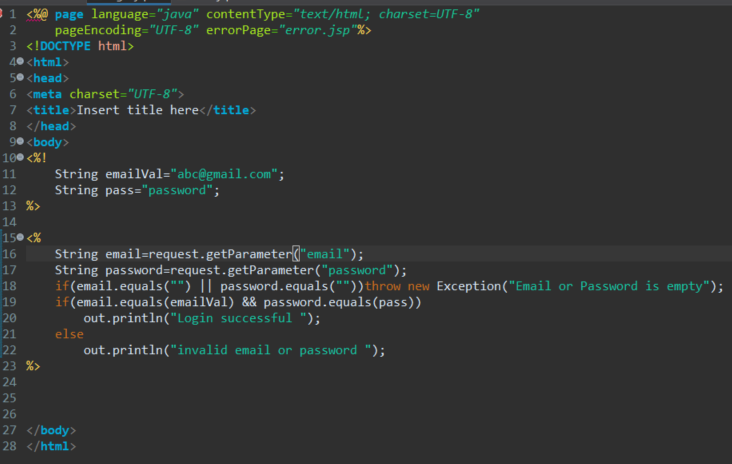 1 <%@ page language="java" contentType="text/html; charset=UTF-8"
2     pageEncoding="UTF-8" errorPage="error.jsp"%>
3 <!DOCTYPE html>
4 <html>
5 <head>
6 <meta charset="UTF-8">
7 <title>Insert title here</title>
8 </head>
9 <body>
10 <%!
11     String emailVal="abc@gmail.com";
12     String pass="password";
13 %>
14
15 <%
16     String email=request.getParameter("email");
17     String password=request.getParameter("password");
18     if(email.equals("") || password.equals(""))throw new Exception("Email or Password is empty");
19     if(email.equals(emailVal) && password.equals(pass))
20         out.println("Login successful ");
21     else
22         out.println("invalid email or password ");
23 %>
24
25
26
27 </body>
28 </html>